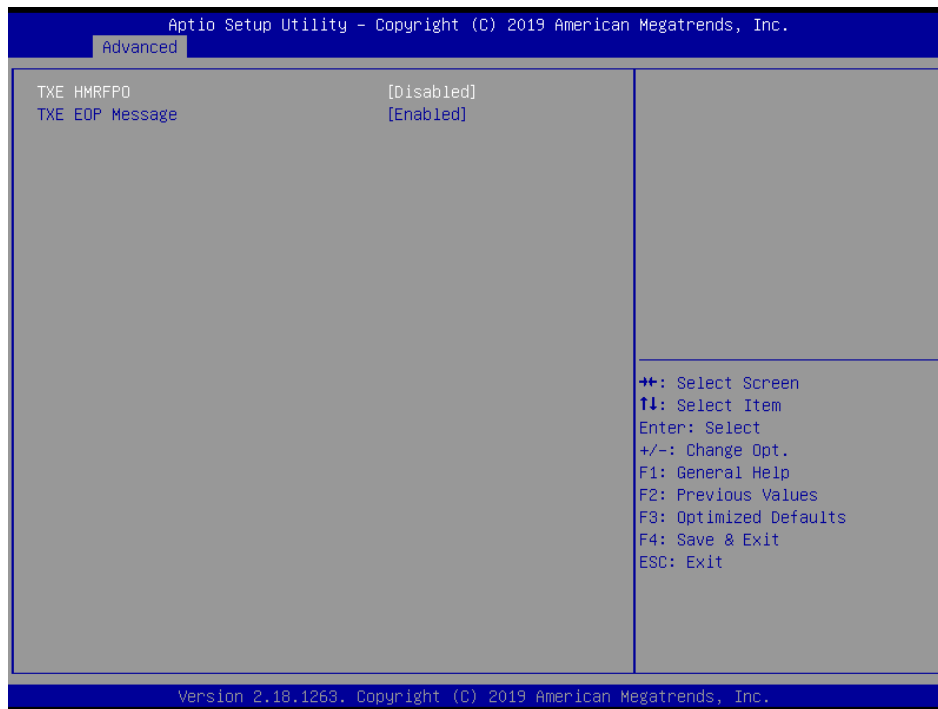 Aptio Setup Utility – Copyright (C) 2019 American Megatrends, Inc.
Advanced
TXE HMRFPO [Disabled]
TXE EOP Message [Enabled]
→←: Select Screen
↑↓: Select Item
Enter: Select
+/-: Change Opt.
F1: General Help
F2: Previous Values
F3: Optimized Defaults
F4: Save & Exit
ESC: Exit
Version 2.18.1263. Copyright (C) 2019 American Megatrends, Inc.